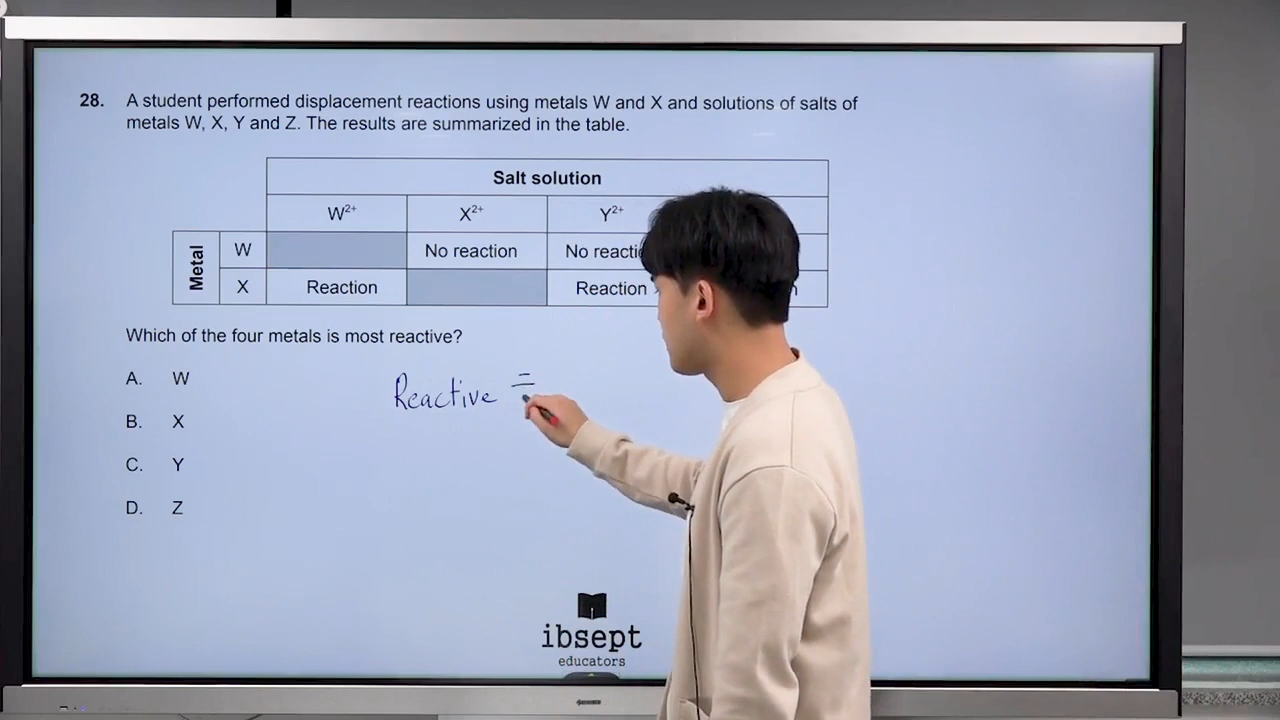 28. A student performed displacement reactions using metals W and X and solutions of salts of
metals W, X, Y and Z. The results are summarized in the table.
Salt solution
W²⁺ X²⁺ Y²⁺
Metal
W No reaction No
X Reaction Reaction
Which of the four metals is most reactive?
A. W
B. X
C. Y
D. Z
Reactive =
ibsept
educators